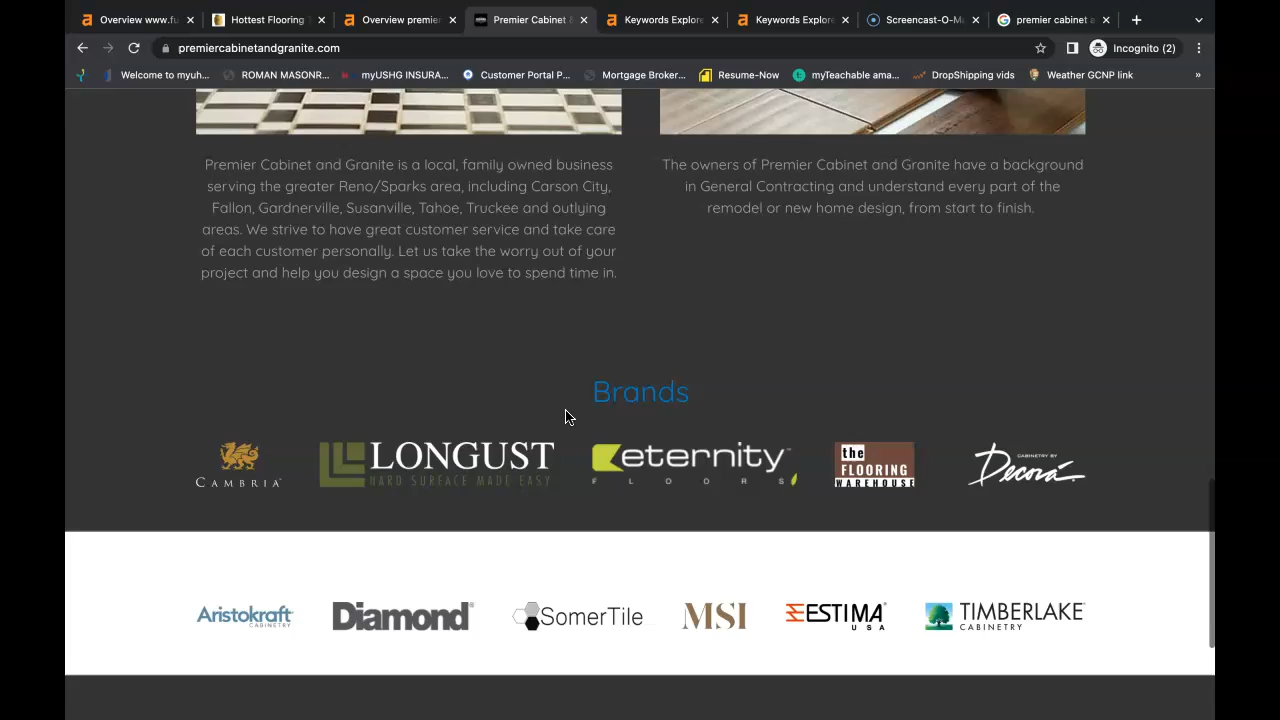 Overview www.fu
Hottest Flooring T
Overview premie
Premier Cabinet &
Keywords Explore
Keywords Explore
Screencast-O-Ma
premier cabinet a
premiercabinetandgranite.com
Incognito (2)
Welcome to myuh...
ROMAN MASONR...
myUSHG INSURA...
Customer Portal P...
Mortgage Broker...
Resume-Now
myTeachable ama...
DropShipping vids
Weather GCNP link
»
Premier Cabinet and Granite is a local, family owned business
serving the greater Reno/Sparks area, including Carson City,
Fallon, Gardnerville, Susanville, Tahoe, Truckee and outlying
areas. We strive to have great customer service and take care
of each customer personally. Let us take the worry out of your
project and help you design a space you love to spend time in.
The owners of Premier Cabinet and Granite have a background
in General Contracting and understand every part of the
remodel or new home design, from start to finish.
Brands
CAMBRIA
LONGUST
HARD SURFACE MADE EASY
eternity
FLOORS
the
FLOORING
WAREHOUSE
CABINETRY BY
Decorá
Aristokraft
CABINETRY
Diamond
SomerTile
MSI
ESTIMA
USA
TIMBERLAKE
CABINETRY